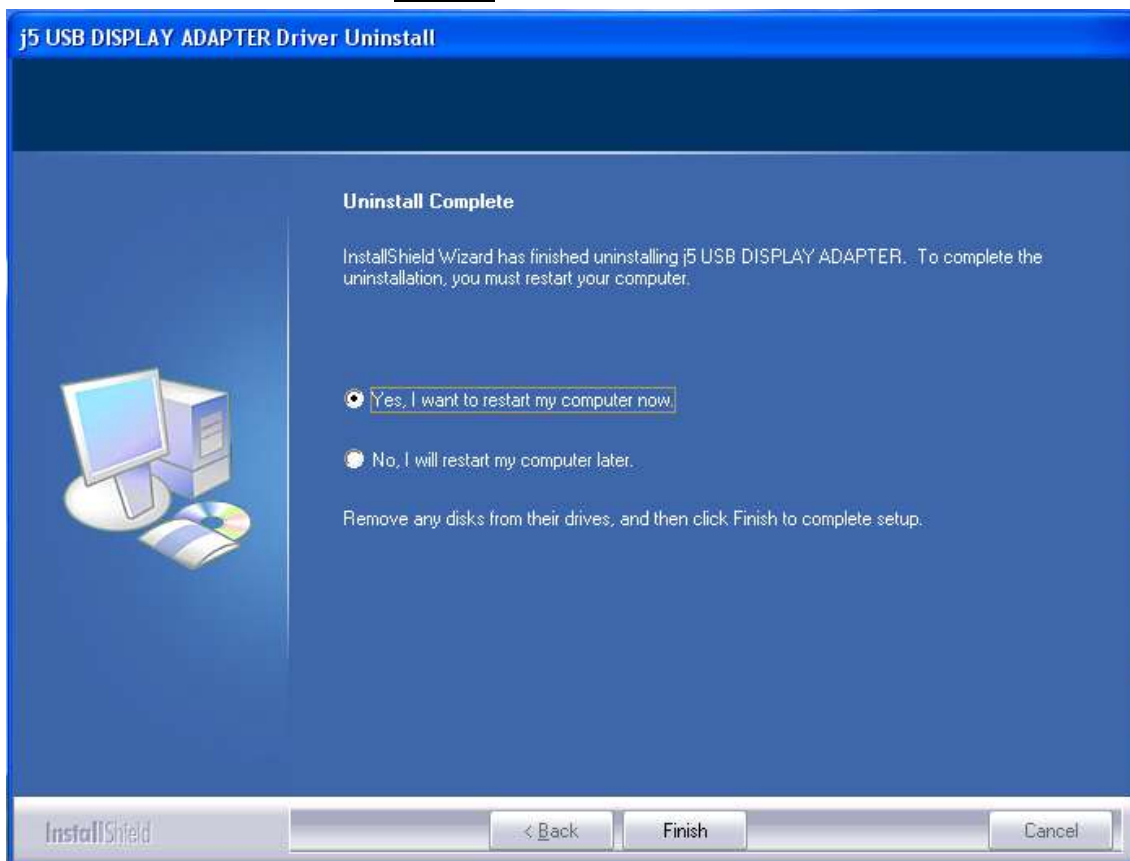 j5 USB DISPLAY ADAPTER Driver Uninstall
Uninstall Complete
InstallShield Wizard has finished uninstalling j5 USB DISPLAY ADAPTER.  To complete the
uninstallation, you must restart your computer.
Yes, I want to restart my computer now.
No, I will restart my computer later.
Remove any disks from their drives, and then click Finish to complete setup.
InstallShield
< Back
Finish
Cancel